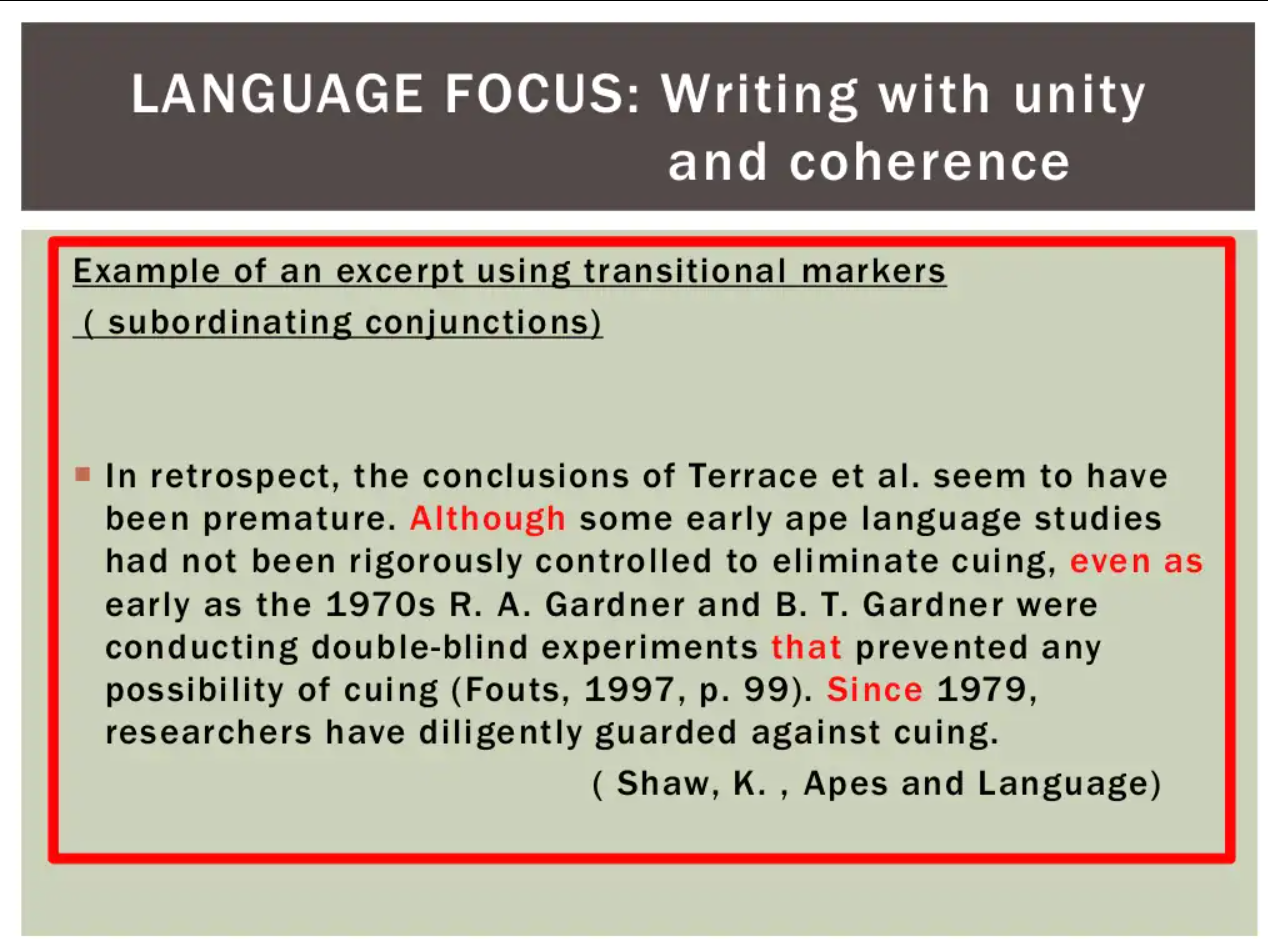 LANGUAGE FOCUS: Writing with unity
and coherence
Example of an excerpt using transitional markers
( subordinating conjunctions)
In retrospect, the conclusions of Terrace et al. seem to have
been premature. Although some early ape language studies
had not been rigorously controlled to eliminate cuing, even as
early as the 1970s R. A. Gardner and B. T. Gardner were
conducting double-blind experiments that prevented any
possibility of cuing (Fouts, 1997, p. 99). Since 1979,
researchers have diligently guarded against cuing.
( Shaw, K. , Apes and Language)